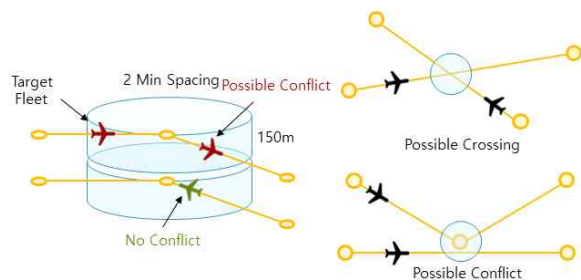 Target
Fleet
2 Min Spacing
Possible Conflict
150m
No Conflict
Possible Crossing
Possible Conflict